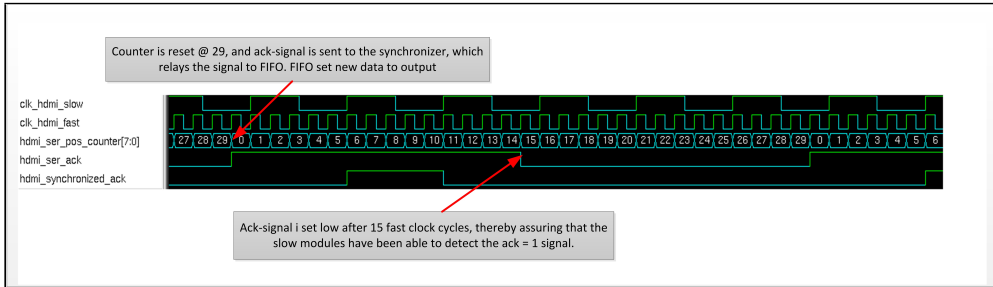 Counter is reset @ 29, and ack-signal is sent to the synchronizer, which
relays the signal to FIFO. FIFO set new data to output
clk_hdmi_slow
clk_hdmi_fast
hdmi_ser_pos_counter[7:0] 27 28 29 0 1 2 3 4 5 6 7 8 9 10 11 12 13 14 15 16 17 18 19 20 21 22 23 24 25 26 27 28 29 0 1 2 3 4 5 6
hdmi_ser_ack
hdmi_synchronized_ack
Ack-signal i set low after 15 fast clock cycles, thereby assuring that the
slow modules have been able to detect the ack = 1 signal.